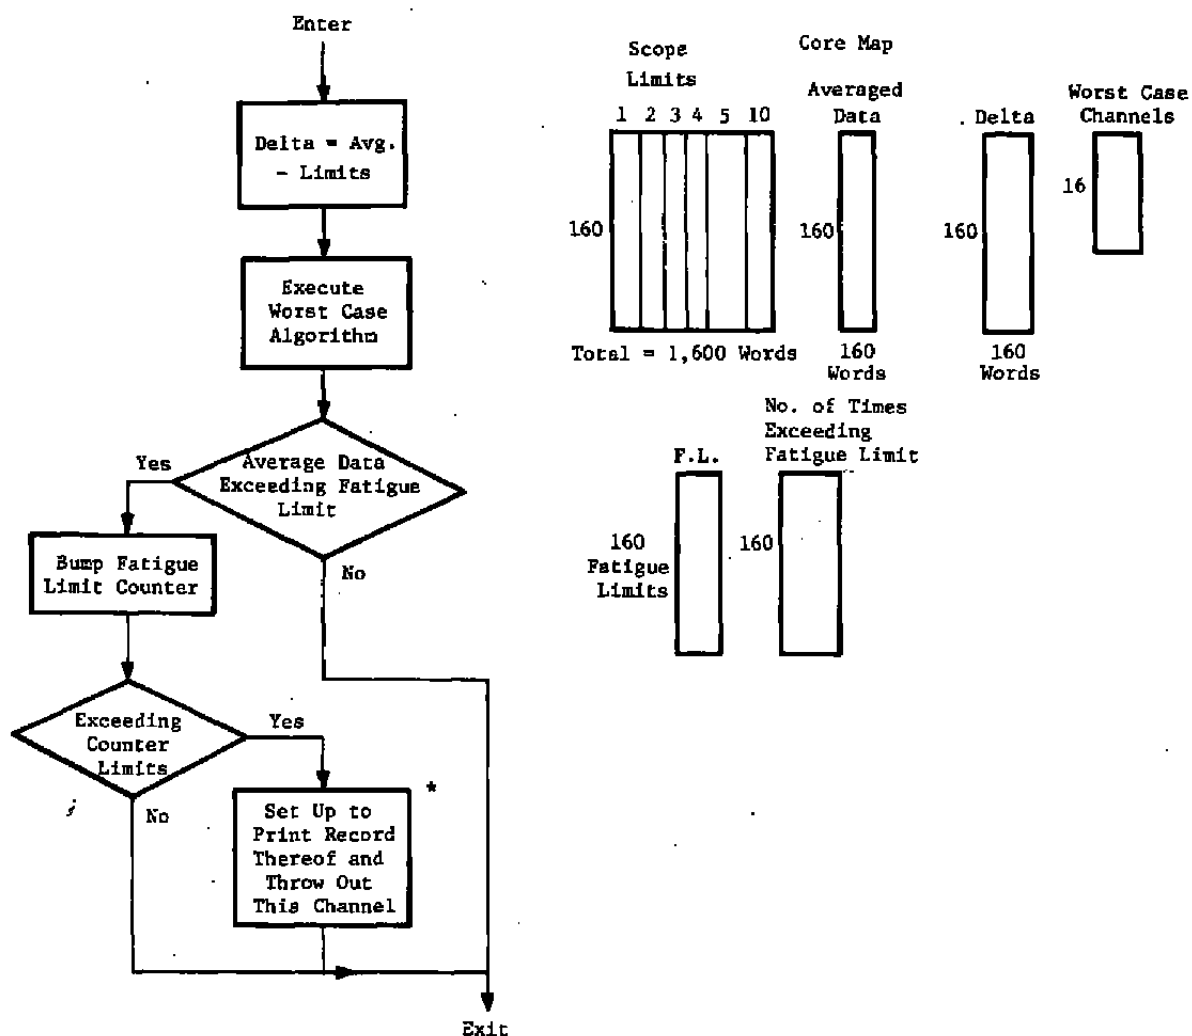 Enter
Delta = Avg.
- Limits
Execute
Worst Case
Algorithm
Average Data
Exceeding Fatigue
Limit
Yes
No
Bump Fatigue
Limit Counter
Exceeding
Counter
Limits
Yes
No
*
Set Up to
Print Record
Thereof and
Throw Out
This Channel
Exit
Core Map
Scope
Limits
1 2 3 4 5 10
160
Total = 1,600 Words
Averaged
Data
160
160
Words
Delta
160
160
Words
Worst Case
Channels
16
F.L.
160
Fatigue
Limits
No. of Times
Exceeding
Fatigue Limit
160